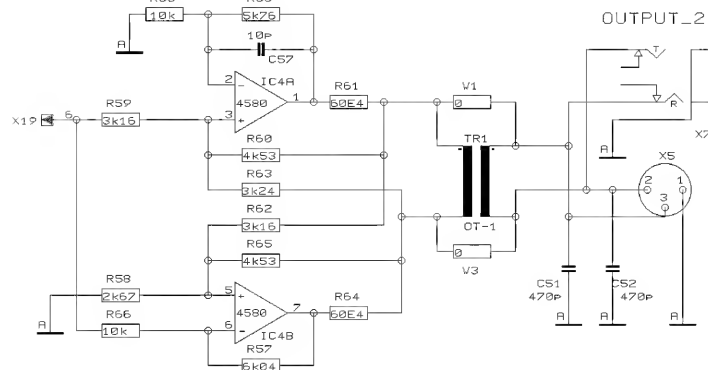 OUTPUT_2
10k
5k76
A
10p
C57
T
IC4A
2
-
4580
1
R61
60E4
W1
0
R
X19
6
R59
3k16
3
+
A
R60
4k53
TR1
X5
R63
3k24
2
1
3
R62
3k16
OT-1
R65
4k53
0
W3
R58
2k67
5
+
7
R64
60E4
C51
470p
C52
470p
4580
A
R66
10k
6
-
IC4B
A
A
A
R57
6k04